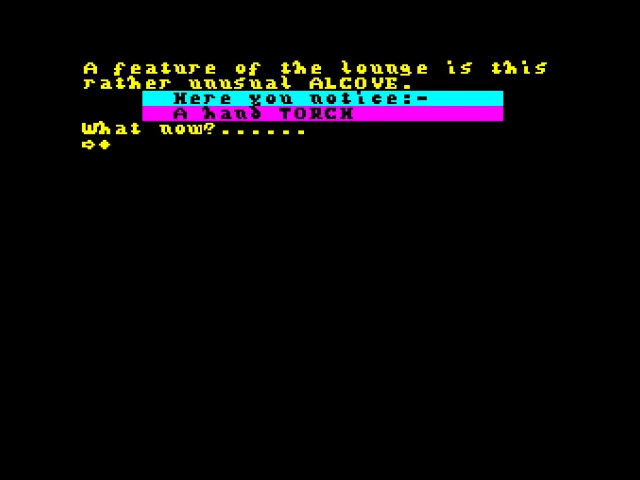 A feature of the lounge is this
rather unusual ALCOVE.
Here you notice:-
A hand TORCH
What now?......